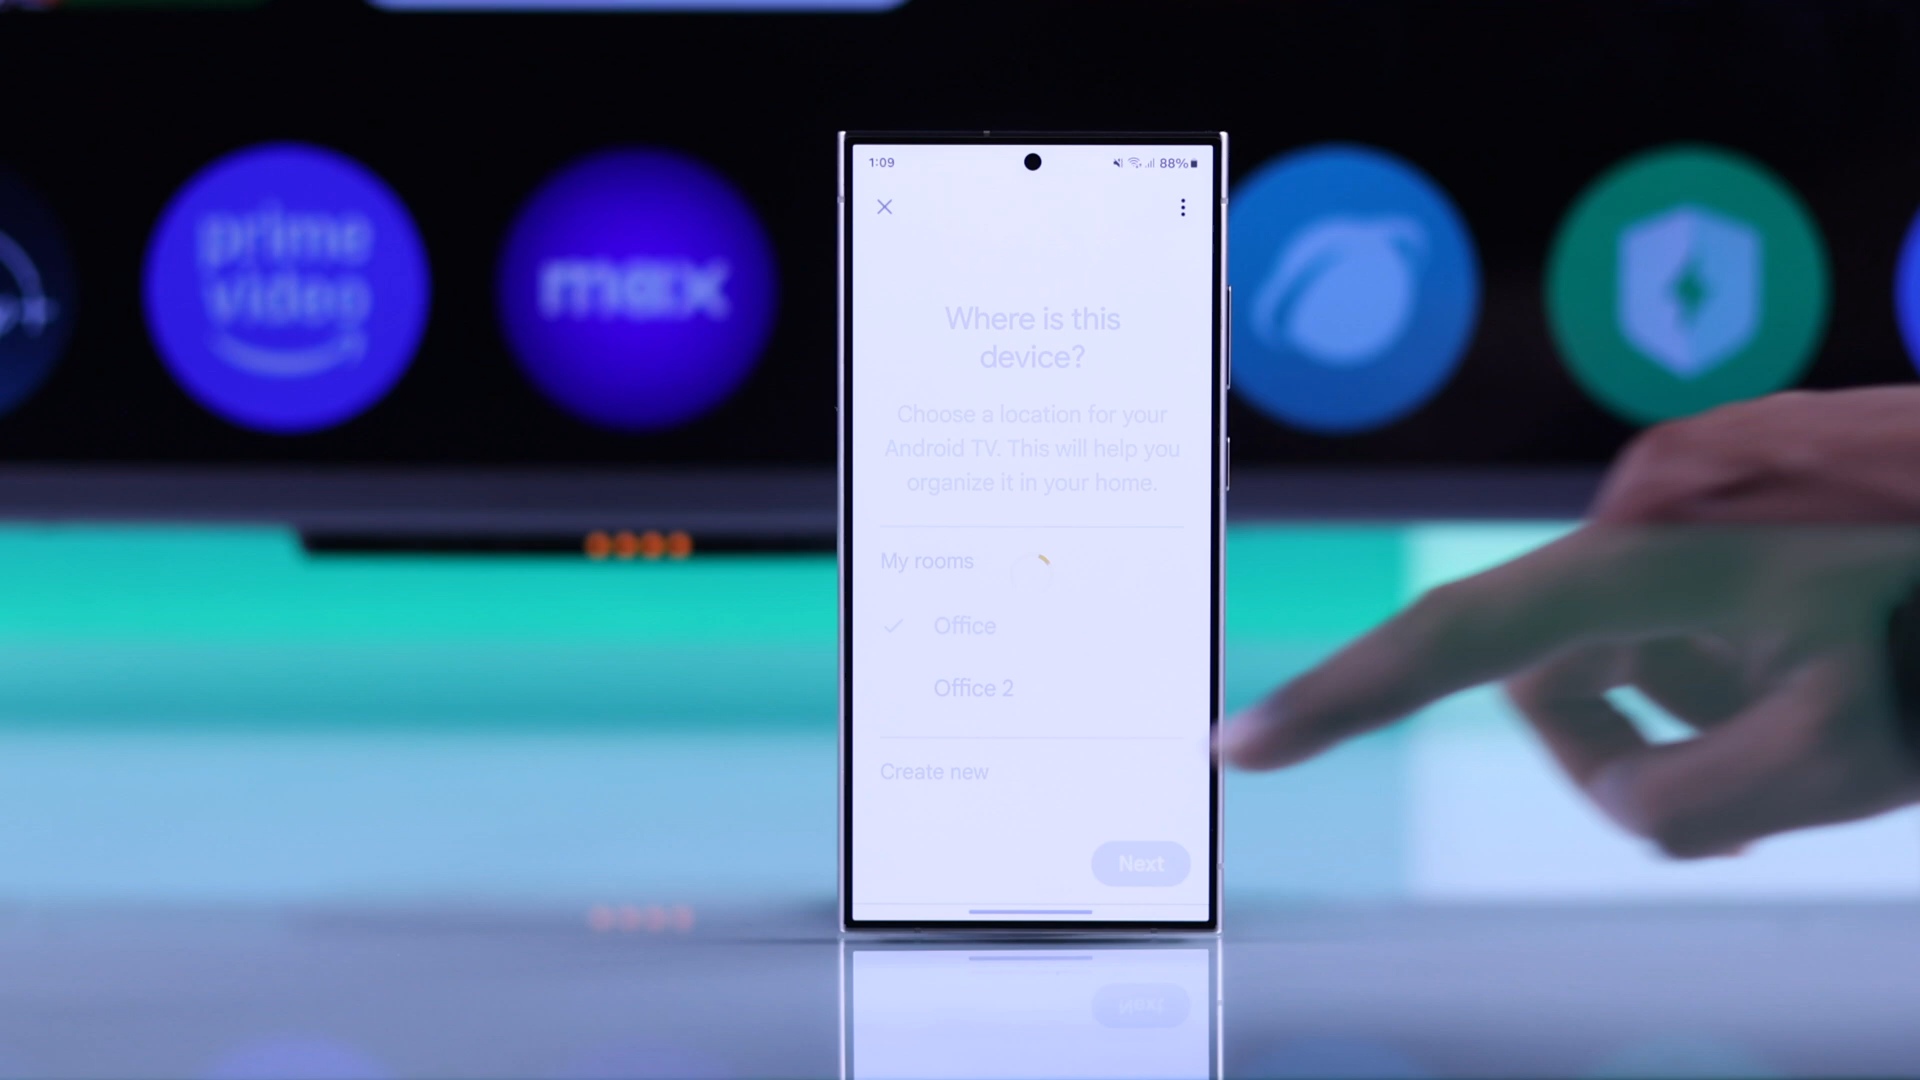 prime
video
max
1:09
88%
Where is this
device?
Choose a location for your
Android TV. This will help you
organize it in your home.
My rooms
Office
Office 2
Create new
Next